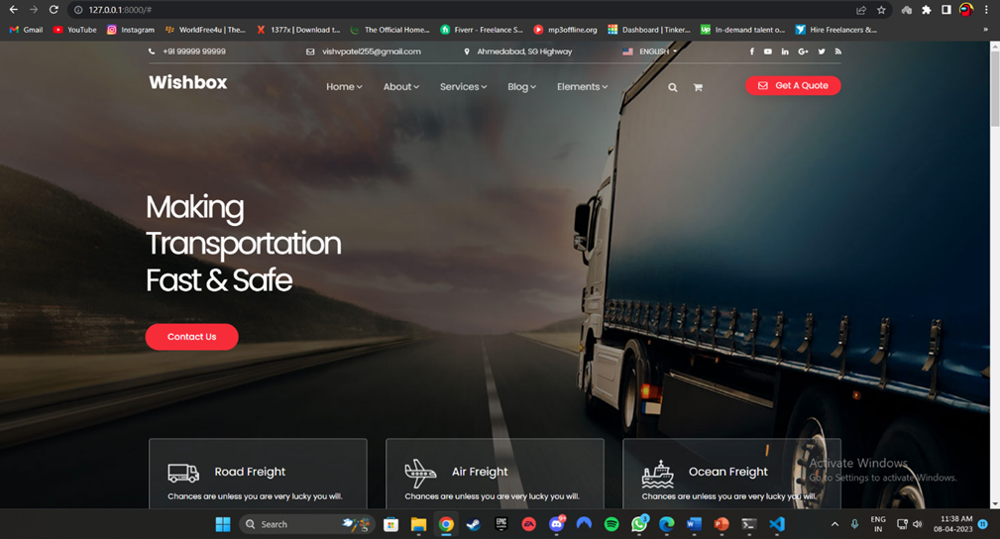 127.0.0.1:8000/#
Gmail YouTube Instagram WorldFree4u | The... 1377x | Download t... The Official Home... Fiverr - Freelance S... mp3offline.org Dashboard | Tinker... In-demand talent o... Hire Freelancers &... »
+91 99999 99999 vishvpatel255@gmail.com Ahmedabad, SG Highway ENGLISH
Wishbox Home About Services Blog Elements Get A Quote
Making
Transportation
Fast & Safe
Contact Us
Road Freight Air Freight Ocean Freight
Chances are unless you are very lucky you will. Chances are unless you are very lucky you will. Chances are unless you are very lucky you will.
Activate Windows
Go to Settings to activate Windows.
Search
ENG
IN
11:38 AM
08-04-2023